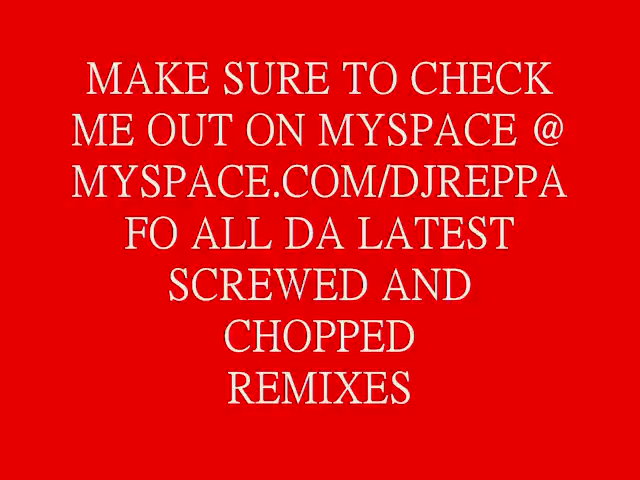 MAKE SURE TO CHECK
ME OUT ON MYSPACE @
MYSPACE.COM/DJREPPA
FO ALL DA LATEST
SCREWED AND
CHOPPED
REMIXES